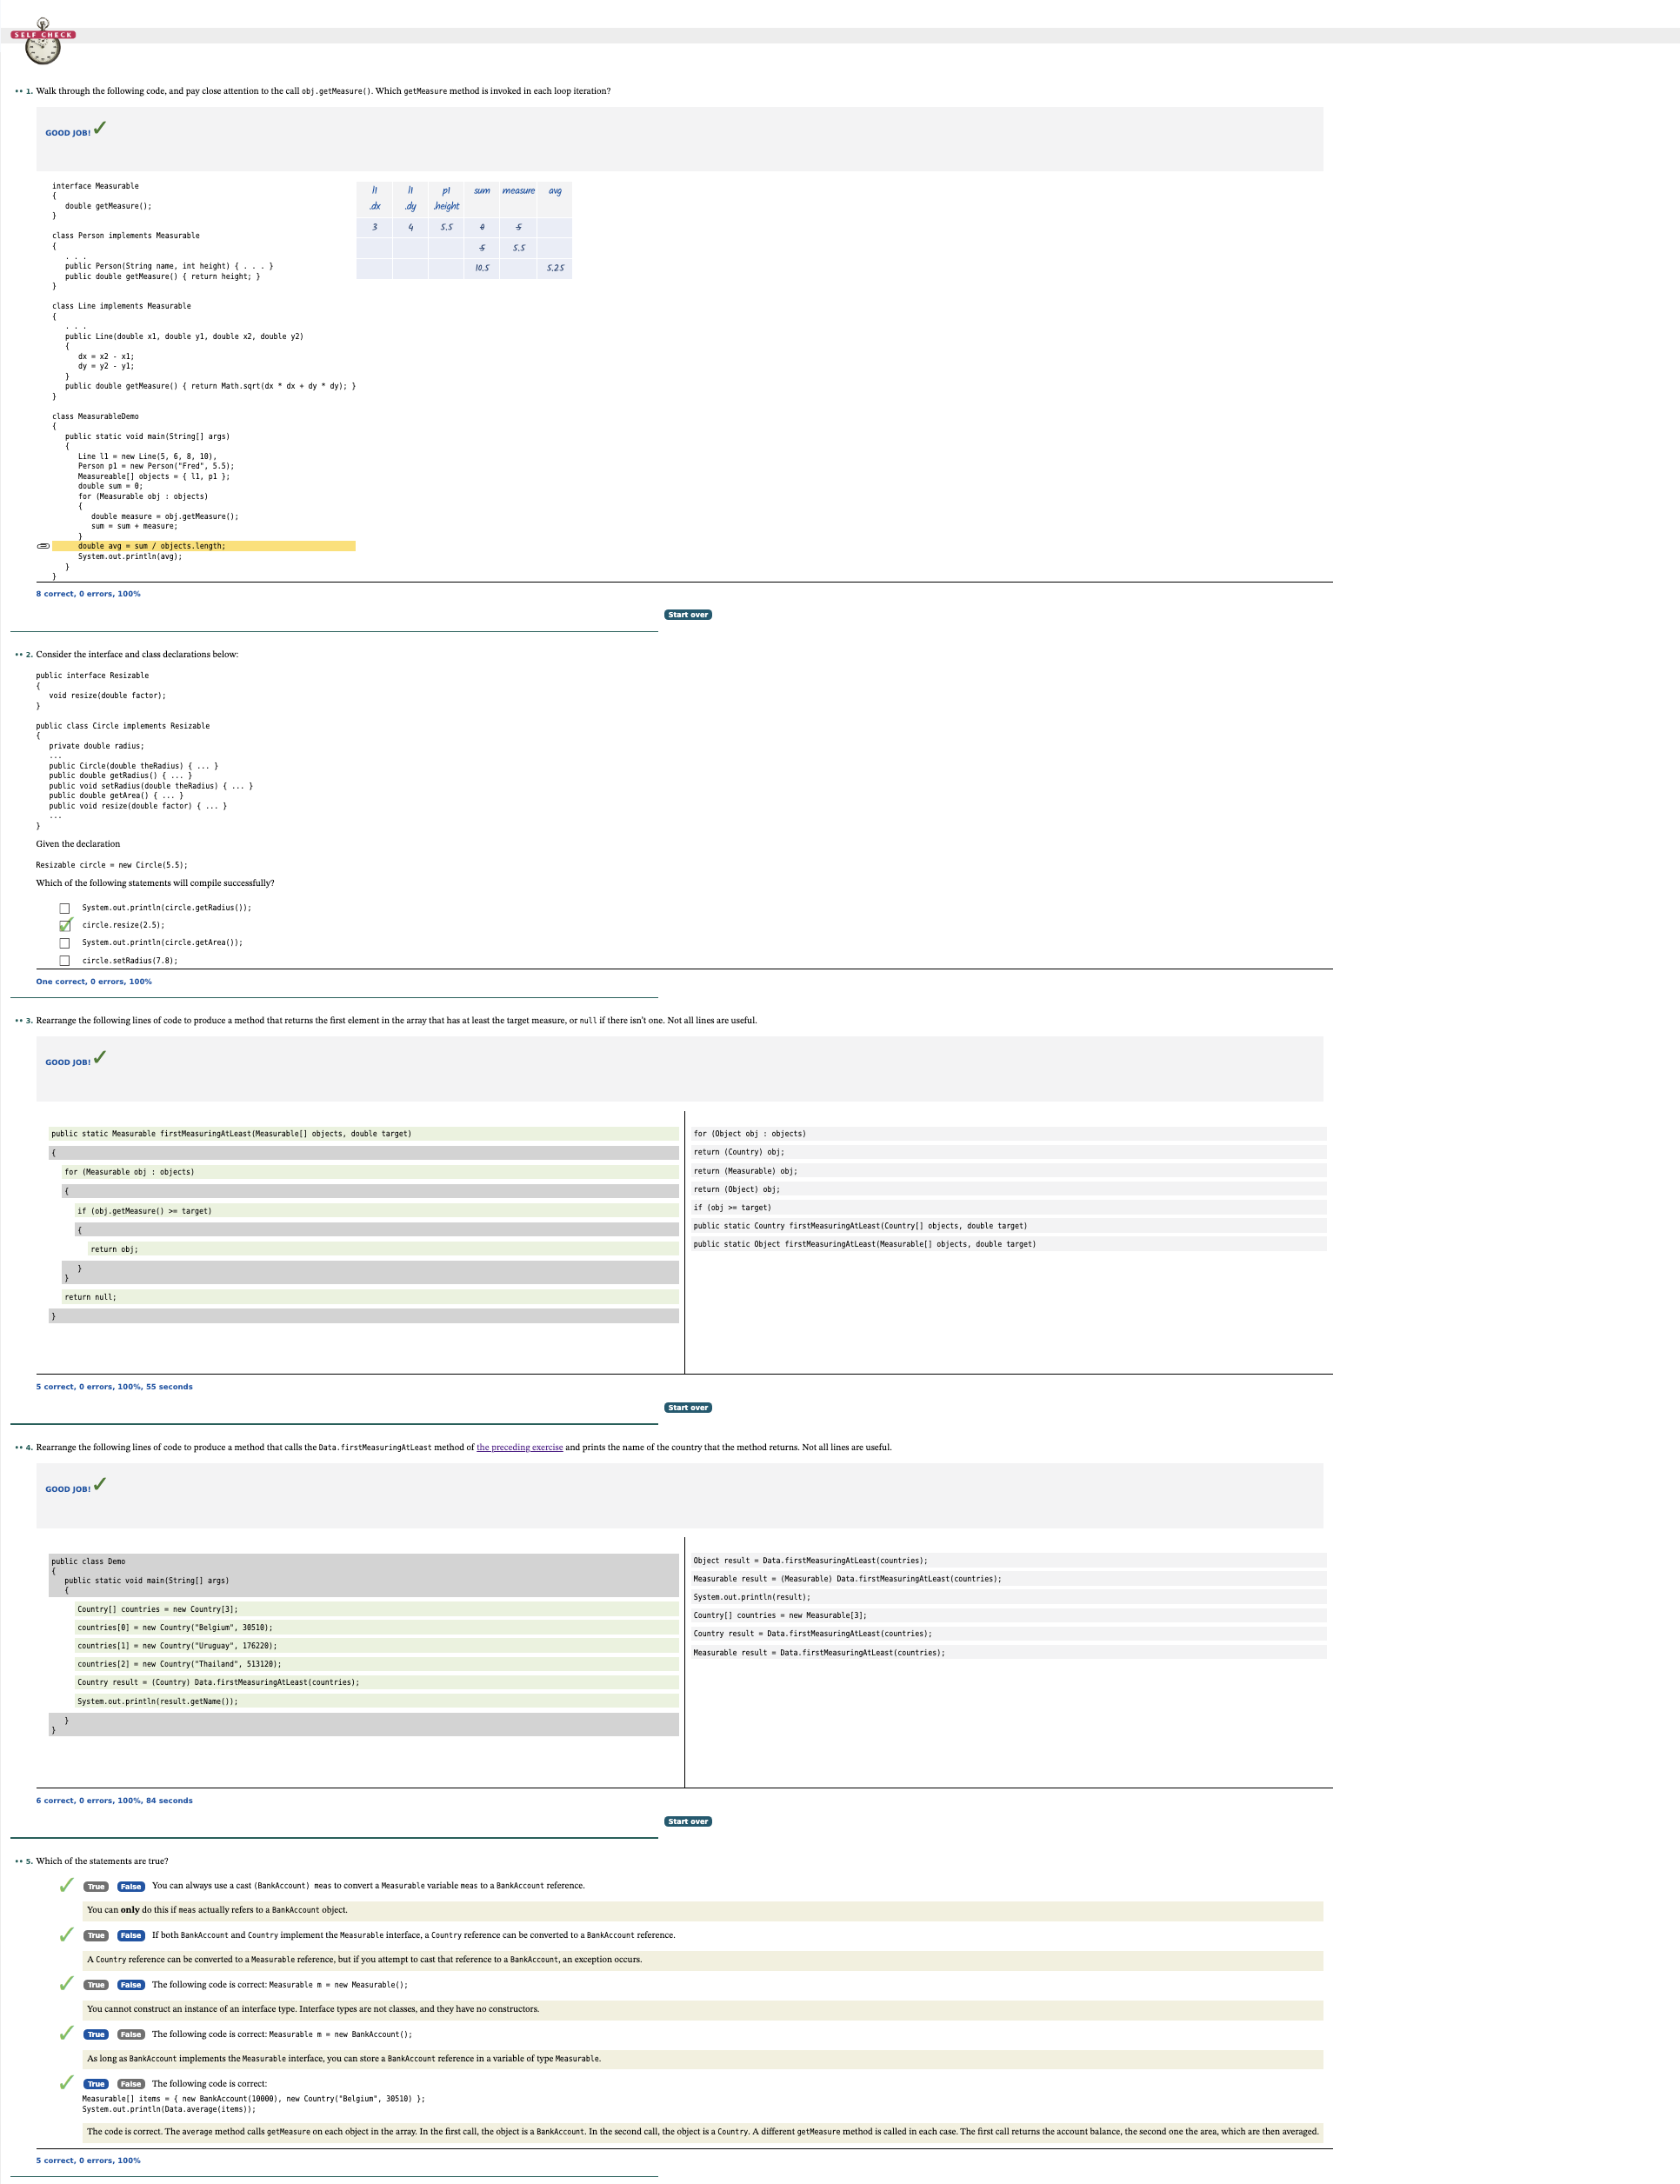 SELF CHECK
•• 1. Walk through the following code, and pay close attention to the call obj.getMeasure(). Which getMeasure method is invoked in each loop iteration?
GOOD JOB!
interface Measurable
{
double getMeasure();
}
class Person implements Measurable
{
. . .
public Person(String name, int height) { . . . }
public double getMeasure() { return height; }
}
class Line implements Measurable
{
. . .
public Line(double x1, double y1, double x2, double y2)
{
dx = x2 - x1;
dy = y2 - y1;
}
public double getMeasure() { return Math.sqrt(dx * dx + dy * dy); }
}
class MeasurableDemo
{
public static void main(String[] args)
{
Line l1 = new Line(5, 6, 8, 10),
Person p1 = new Person("Fred", 5.5);
Measureable[] objects = { l1, p1 };
double sum = 0;
for (Measurable obj : objects)
{
double measure = obj.getMeasure();
sum = sum + measure;
}
double avg = sum / objects.length;
System.out.println(avg);
}
}
l1 l1 p1 sum measure avg
.dx .dy .height
3 4 5.5 0 5
5 5.5
10.5 5.25
8 correct, 0 errors, 100%
Start over
•• 2. Consider the interface and class declarations below:
public interface Resizable
{
void resize(double factor);
}
public class Circle implements Resizable
{
private double radius;
...
public Circle(double theRadius) { ... }
public double getRadius() { ... }
public void setRadius(double theRadius) { ... }
public double getArea() { ... }
public void resize(double factor) { ... }
...
}
Given the declaration
Resizable circle = new Circle(5.5);
Which of the following statements will compile successfully?
System.out.println(circle.getRadius());
circle.resize(2.5);
System.out.println(circle.getArea());
circle.setRadius(7.8);
One correct, 0 errors, 100%
•• 3. Rearrange the following lines of code to produce a method that returns the first element in the array that has at least the target measure, or null if there isn't one. Not all lines are useful.
GOOD JOB!
public static Measurable firstMeasuringAtLeast(Measurable[] objects, double target)
{
for (Measurable obj : objects)
{
if (obj.getMeasure() >= target)
{
return obj;
}
}
return null;
}
for (Object obj : objects)
return (Country) obj;
return (Measurable) obj;
return (Object) obj;
if (obj >= target)
public static Country firstMeasuringAtLeast(Country[] objects, double target)
public static Object firstMeasuringAtLeast(Measurable[] objects, double target)
5 correct, 0 errors, 100%, 55 seconds
Start over
•• 4. Rearrange the following lines of code to produce a method that calls the Data.firstMeasuringAtLeast method of the preceding exercise and prints the name of the country that the method returns. Not all lines are useful.
GOOD JOB!
public class Demo
{
public static void main(String[] args)
{
Country[] countries = new Country[3];
countries[0] = new Country("Belgium", 30510);
countries[1] = new Country("Uruguay", 176220);
countries[2] = new Country("Thailand", 513120);
Country result = (Country) Data.firstMeasuringAtLeast(countries);
System.out.println(result.getName());
}
}
Object result = Data.firstMeasuringAtLeast(countries);
Measurable result = (Measurable) Data.firstMeasuringAtLeast(countries);
System.out.println(result);
Country[] countries = new Measurable[3];
Country result = Data.firstMeasuringAtLeast(countries);
Measurable result = Data.firstMeasuringAtLeast(countries);
6 correct, 0 errors, 100%, 84 seconds
Start over
•• 5. Which of the statements are true?
True False You can always use a cast (BankAccount) meas to convert a Measurable variable meas to a BankAccount reference.
You can only do this if meas actually refers to a BankAccount object.
True False If both BankAccount and Country implement the Measurable interface, a Country reference can be converted to a BankAccount reference.
A Country reference can be converted to a Measurable reference, but if you attempt to cast that reference to a BankAccount, an exception occurs.
True False The following code is correct: Measurable m = new Measurable();
You cannot construct an instance of an interface type. Interface types are not classes, and they have no constructors.
True False The following code is correct: Measurable m = new BankAccount();
As long as BankAccount implements the Measurable interface, you can store a BankAccount reference in a variable of type Measurable.
True False The following code is correct:
Measurable[] items = { new BankAccount(10000), new Country("Belgium", 30510) };
System.out.println(Data.average(items));
The code is correct. The average method calls getMeasure on each object in the array. In the first call, the object is a BankAccount. In the second call, the object is a Country. A different getMeasure method is called in each case. The first call returns the account balance, the second one the area, which are then averaged.
5 correct, 0 errors, 100%